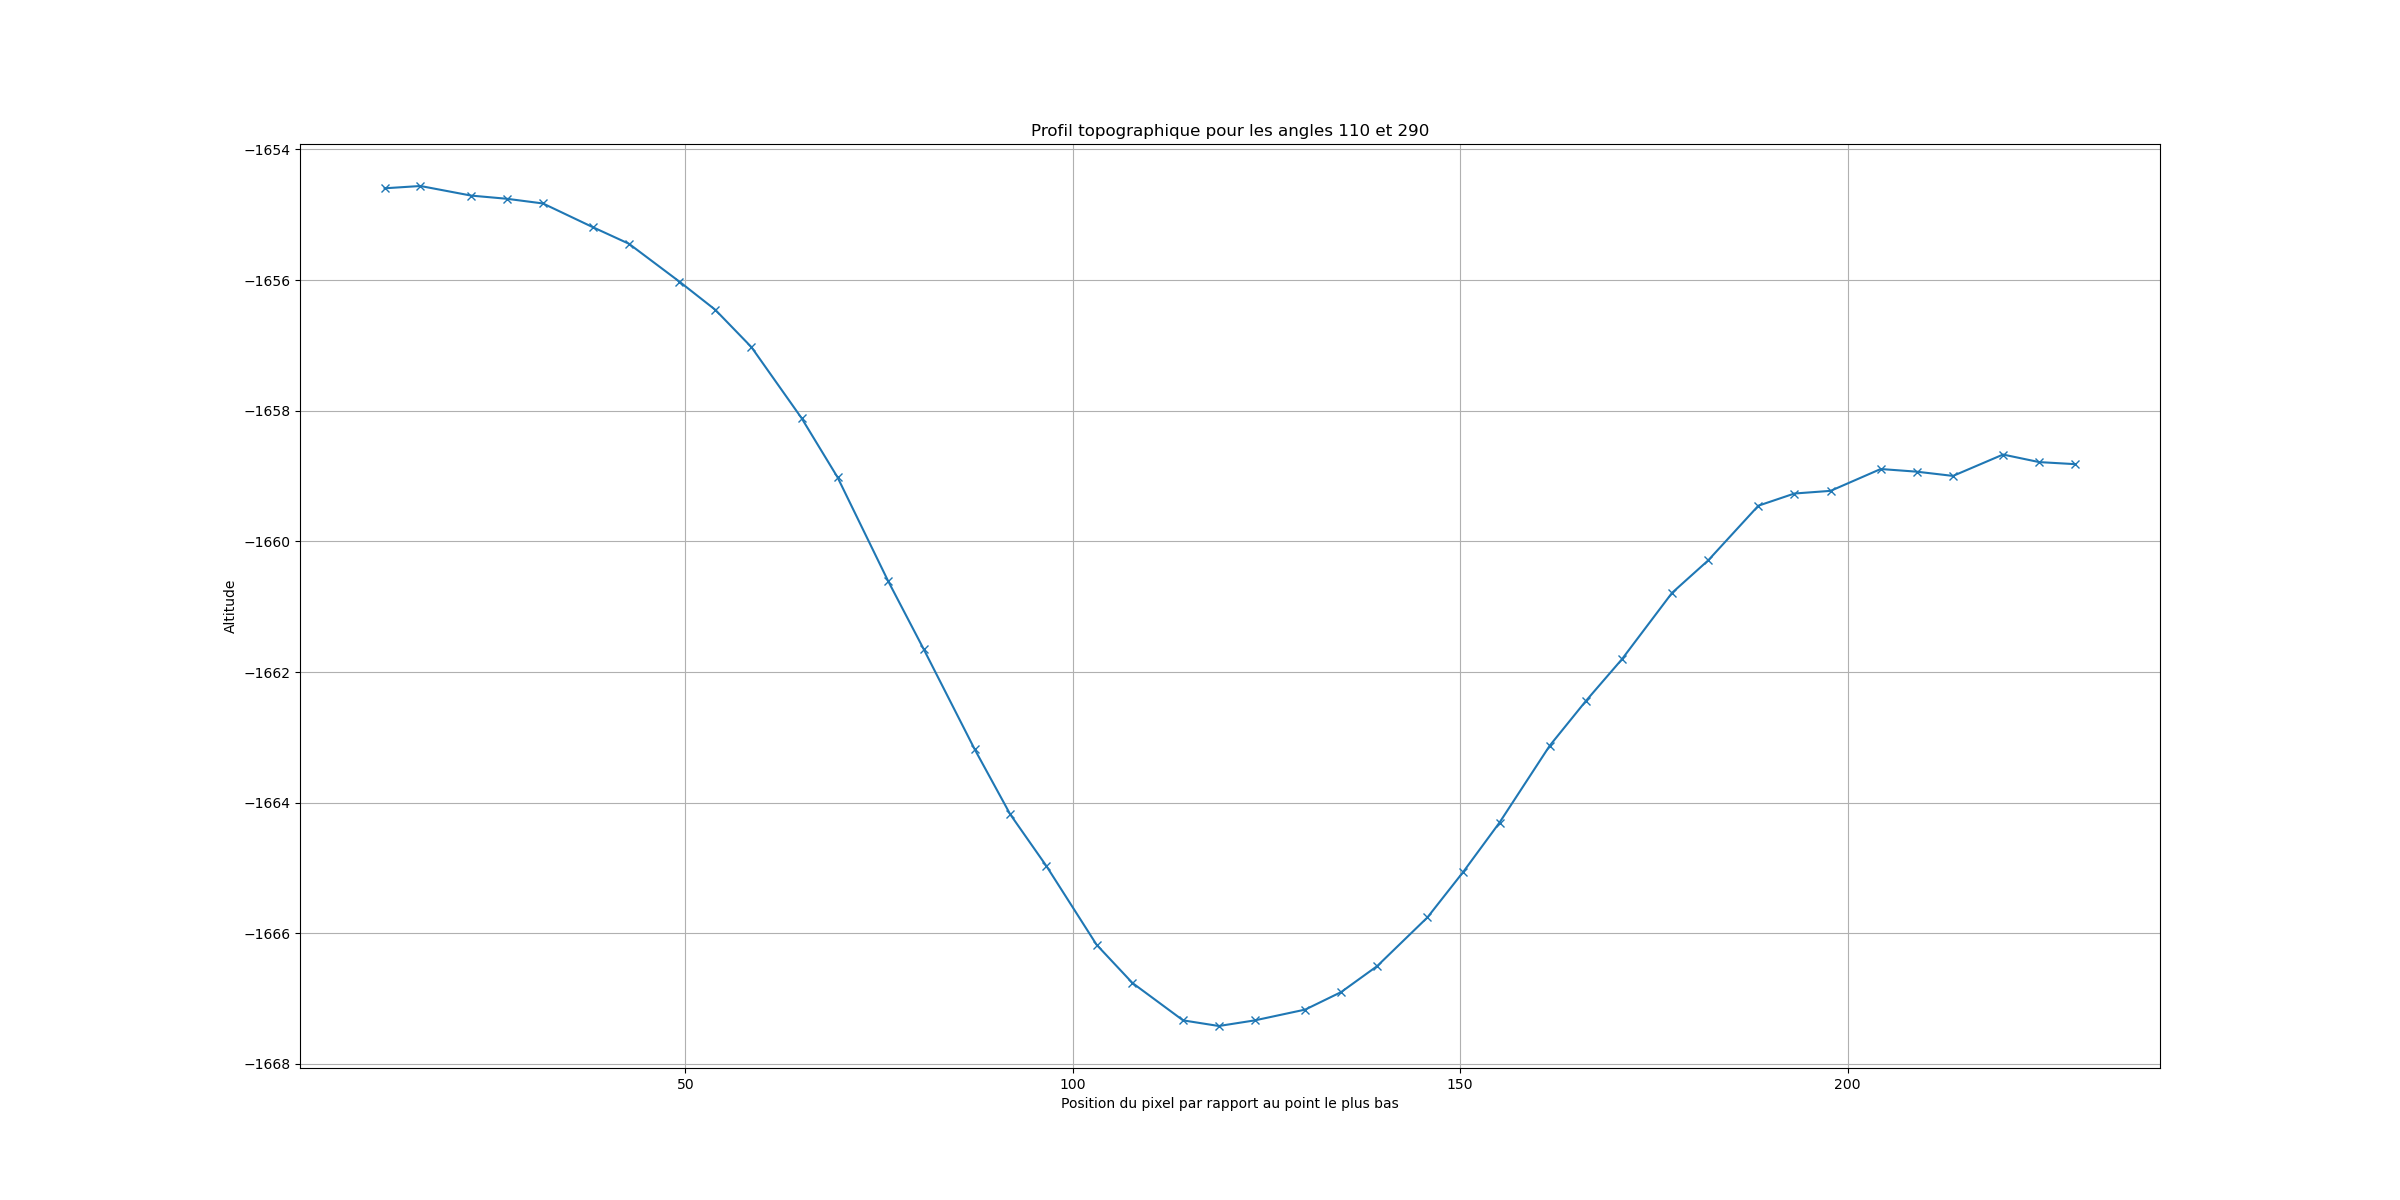 Profil topographique pour les angles 110 et 290
−1654
−1656
−1658
−1660
−1662
−1664
−1666
−1668
Altitude
50 100 150 200
Position du pixel par rapport au point le plus bas